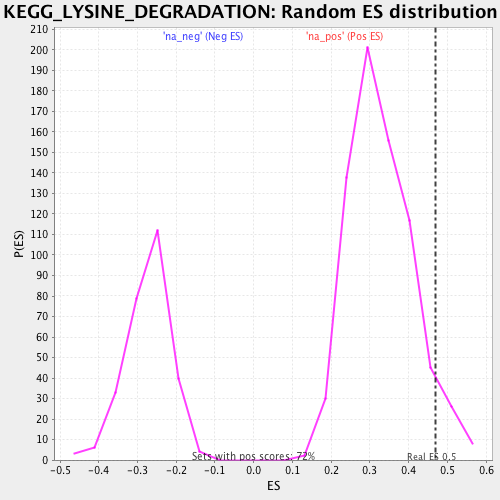 KEGG_LYSINE_DEGRADATION: Random ES distribution
'na_neg' (Neg ES)
'na_pos' (Pos ES)
210
200
190
180
170
160
150
140
130
120
110
100
90
80
70
60
50
40
30
20
10
0
P(ES)
Sets with pos scores: 72%
Real ES 0.5
-0.5 -0.4 -0.3 -0.2 -0.1 0.0 0.1 0.2 0.3 0.4 0.5 0.6
ES